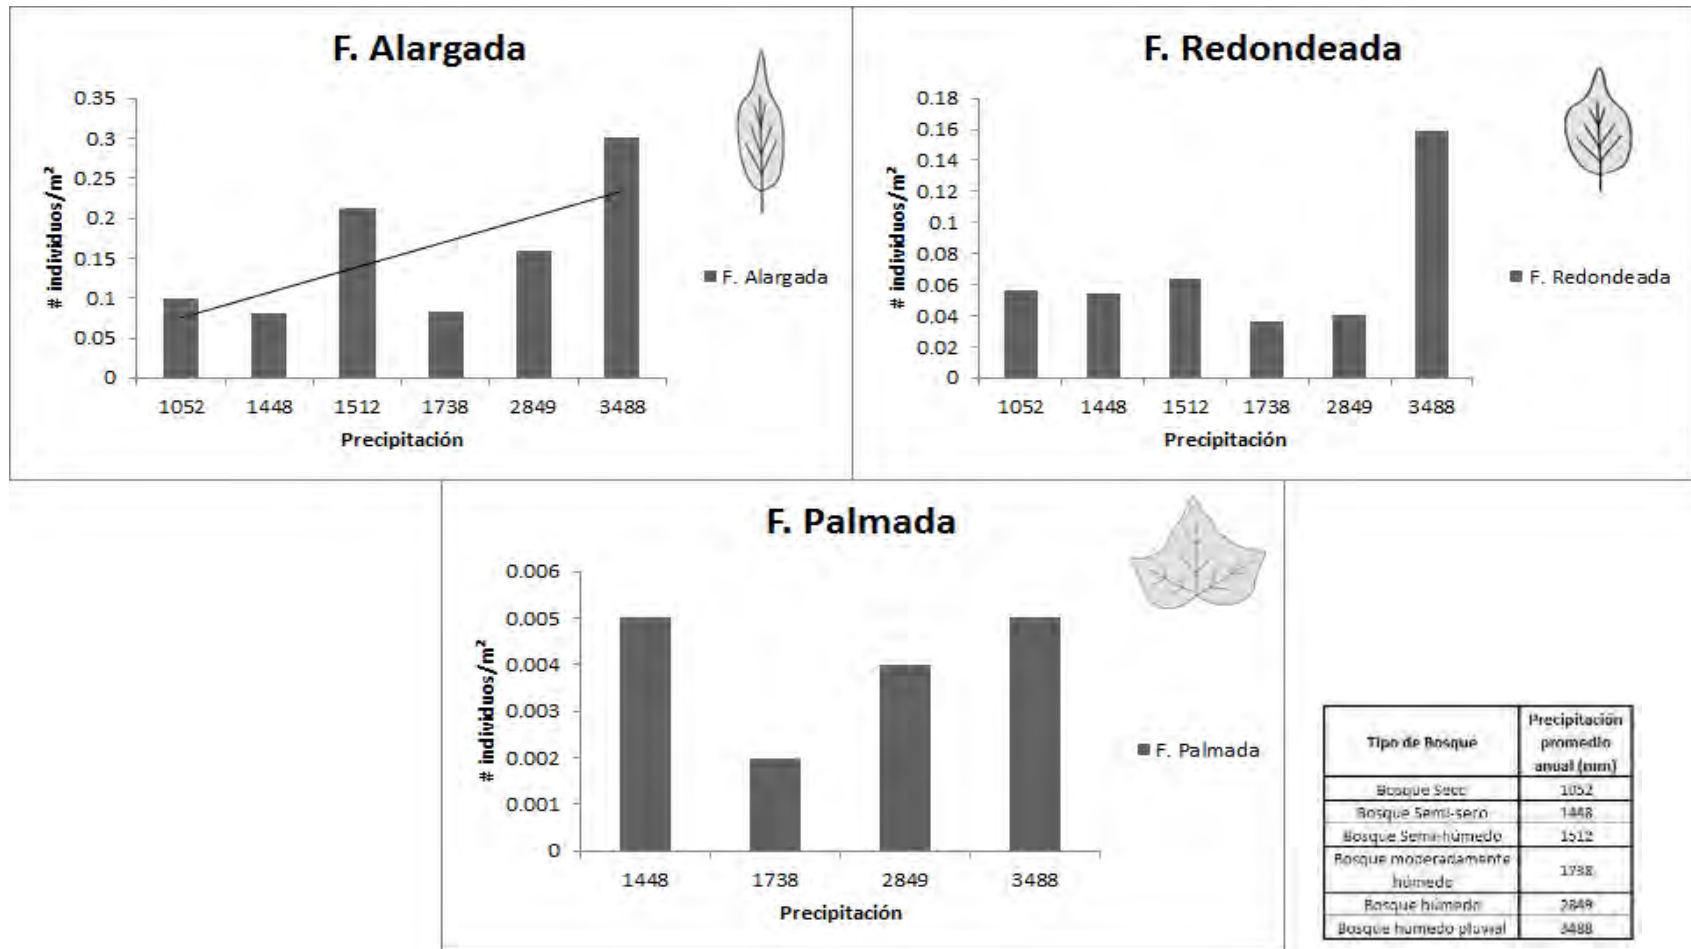 F. Alargada
0.35
0.3
0.25
0.2
0.15
0.1
0.05
0
# individuos/m²
1052 1448 1512 1738 2849 3488
Precipitación
F. Alargada
F. Redondeada
0.18
0.16
0.14
0.12
0.1
0.08
0.06
0.04
0.02
0
# individuos/m²
1052 1448 1512 1738 2849 3488
Precipitación
F. Redondeada
F. Palmada
0.006
0.005
0.004
0.003
0.002
0.001
0
# individuos/m²
1448 1738 2849 3488
Precipitación
F. Palmada
Tipo de Bosque
Precipitación
promedio
anual (mm)
Bosque Seco 1052
Bosque Semi-seco 1448
Bosque Semi-húmedo 1512
Bosque moderadamente
húmedo
1738
Bosque húmedo 2849
Bosque humedo pluvial 3488